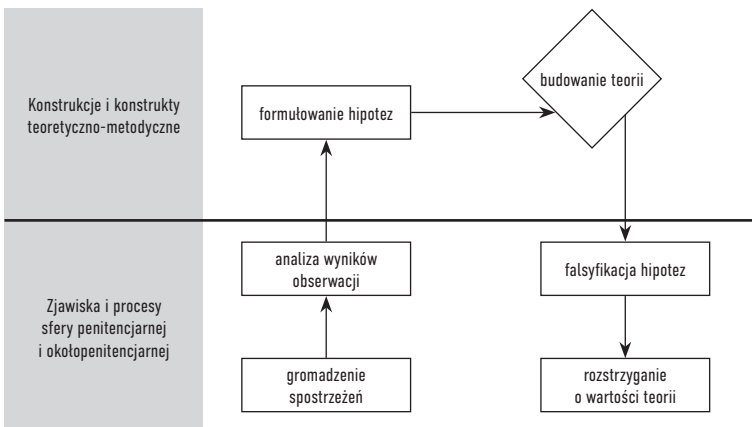 Konstrukcje i konstrukty
teoretyczno-metodyczne
formułowanie hipotez
budowanie teorii
Zjawiska i procesy
sfery penitencjarnej
i okołopenitencjarnej
analiza wyników
obserwacji
falsyfikacja hipotez
gromadzenie
spostrzeżeń
rozstrzyganie
o wartości teorii